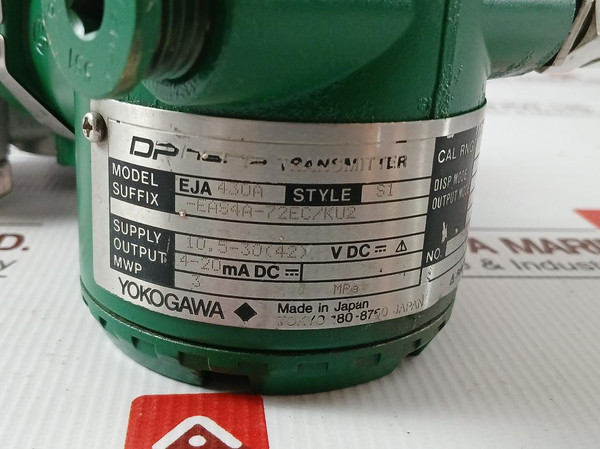 DPharp TRANSMITTER
MODEL EJA 430A STYLE S1
SUFFIX -EAS4A-72EC/KU2
SUPPLY 10.5-30(42) V DC ⎓ ⚠
OUTPUT 4-20 mA DC ⎓
MWP 3 MPa
YOKOGAWA ◆ Made in Japan
TOKYO 180-8750 JAPAN
CAL RNG
DISP MODE
OUTPUT MODE
NO.